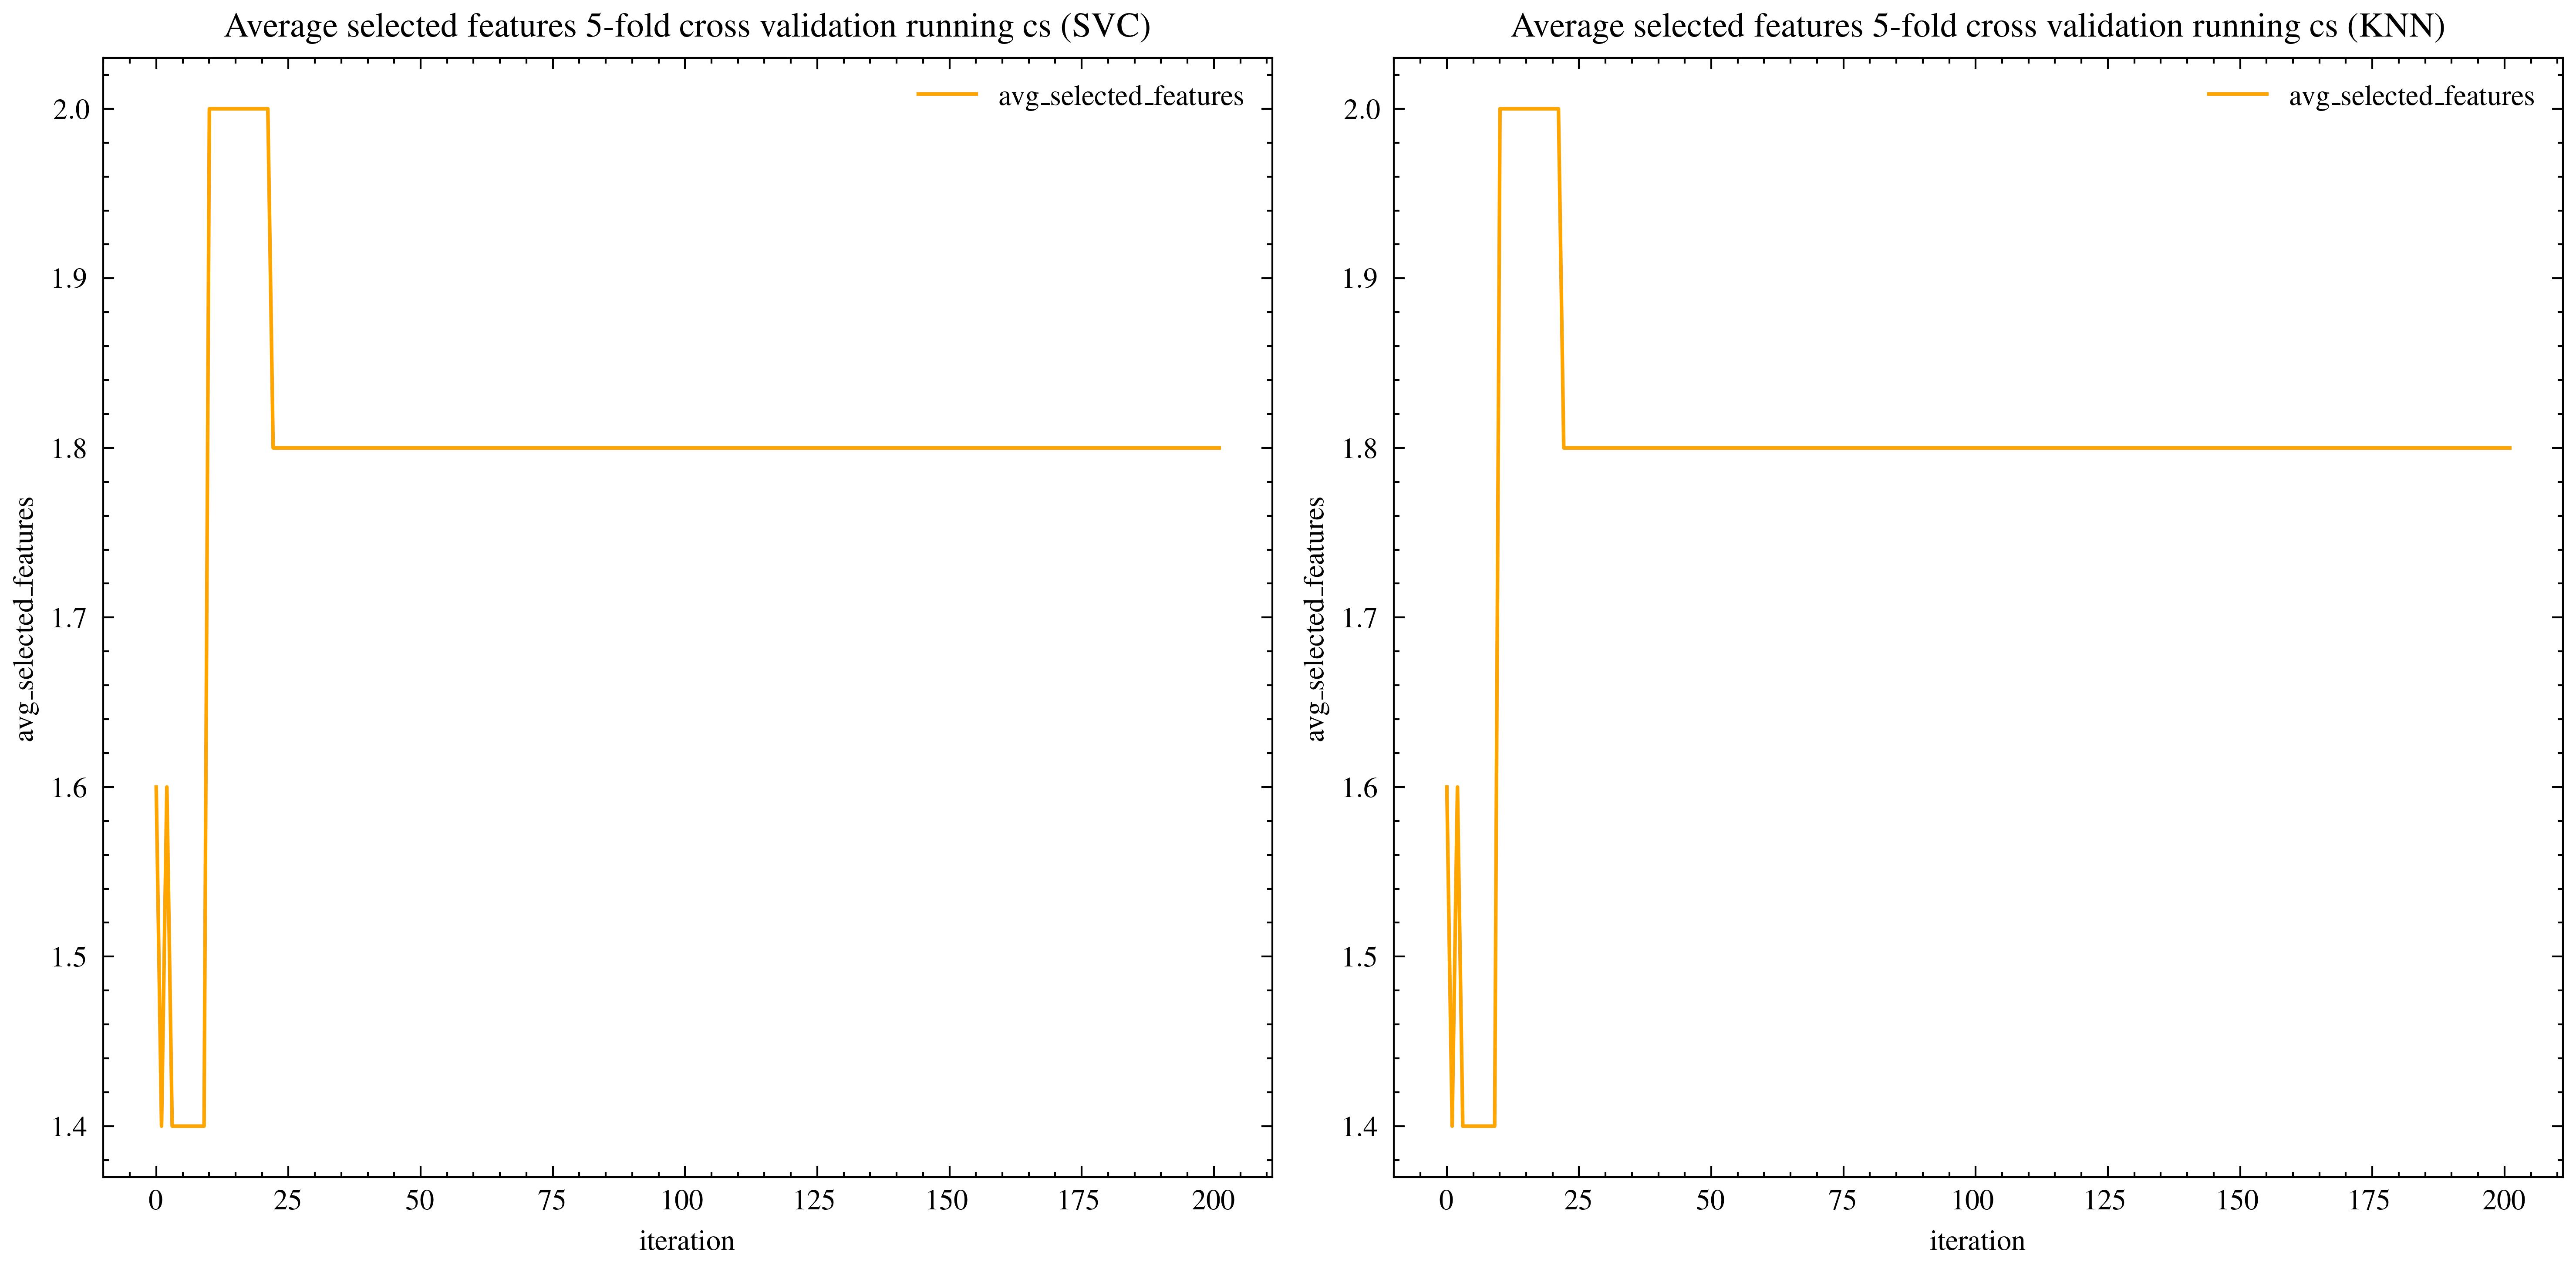 Average selected features 5-fold cross validation running cs (SVC)
avg_selected_features
2.0
1.9
1.8
1.7
1.6
1.5
1.4
avg_selected_features
0 25 50 75 100 125 150 175 200
iteration
Average selected features 5-fold cross validation running cs (KNN)
avg_selected_features
2.0
1.9
1.8
1.7
1.6
1.5
1.4
avg_selected_features
0 25 50 75 100 125 150 175 200
iteration